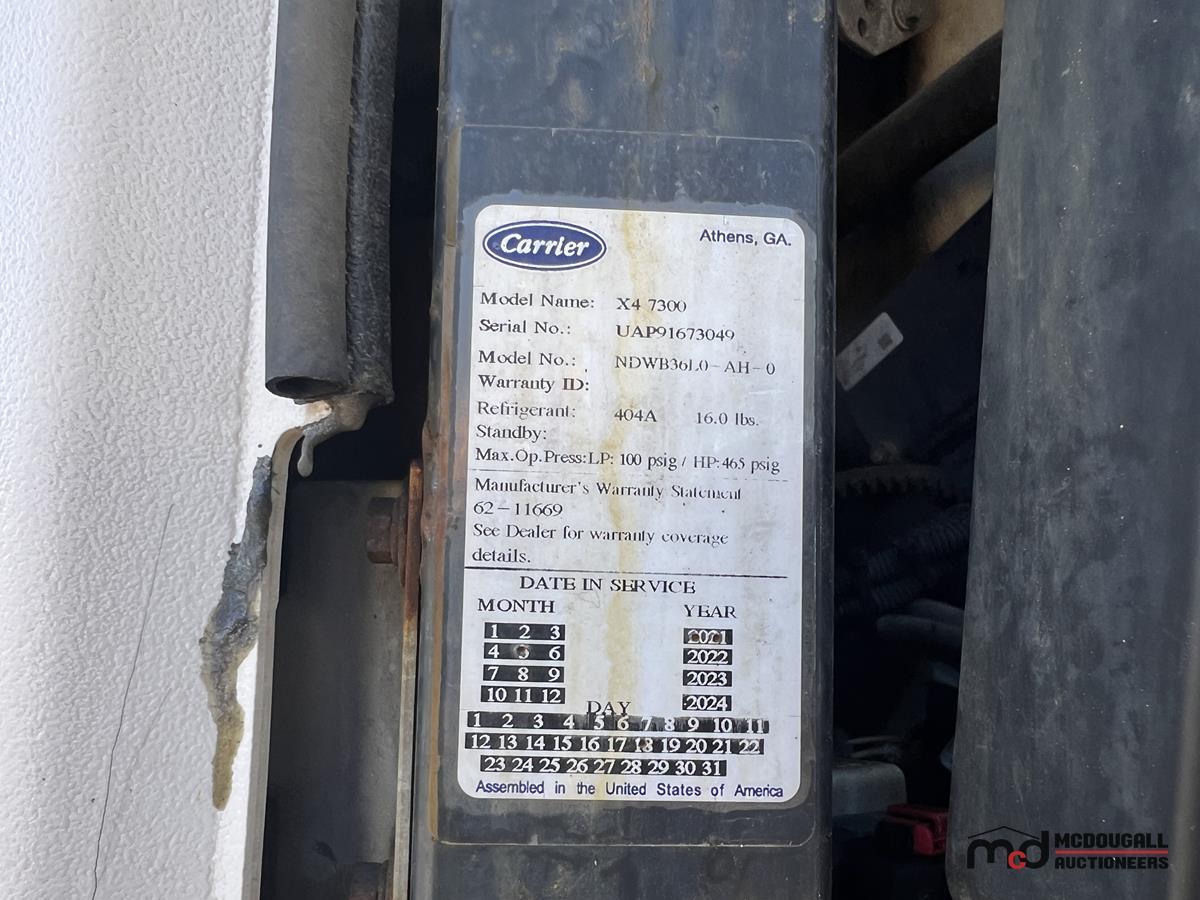 Carrier
Athens, GA.
Model Name: X4 7300
Serial No.: UAP91673049
Model No.: NDWB36L0-AH-0
Warranty ID:
Refrigerant: 404A 16.0 lbs.
Standby:
Max.Op.Press:LP: 100 psig / HP:465 psig
Manufacturer's Warranty Statement
62-11669
See Dealer for warranty coverage
details.
DATE IN SERVICE
MONTH YEAR
1 2 3 2021
4 5 6 2022
7 8 9 2023
10 11 12 2024
DAY
1 2 3 4 5 6 7 8 9 10 11
12 13 14 15 16 17 18 19 20 21 22
23 24 25 26 27 28 29 30 31
Assembled in the United States of America
mcd MCDOUGALL
AUCTIONEERS